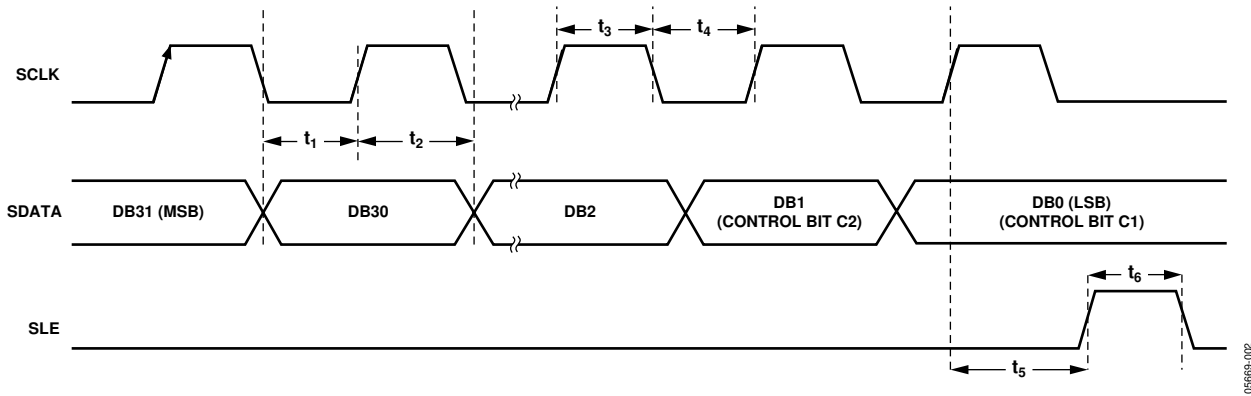 t3
t4
SCLK
t1
t2
SDATA
DB31 (MSB)
DB30
DB2
DB1
(CONTROL BIT C2)
DB0 (LSB)
(CONTROL BIT C1)
t6
SLE
t5
05669-002